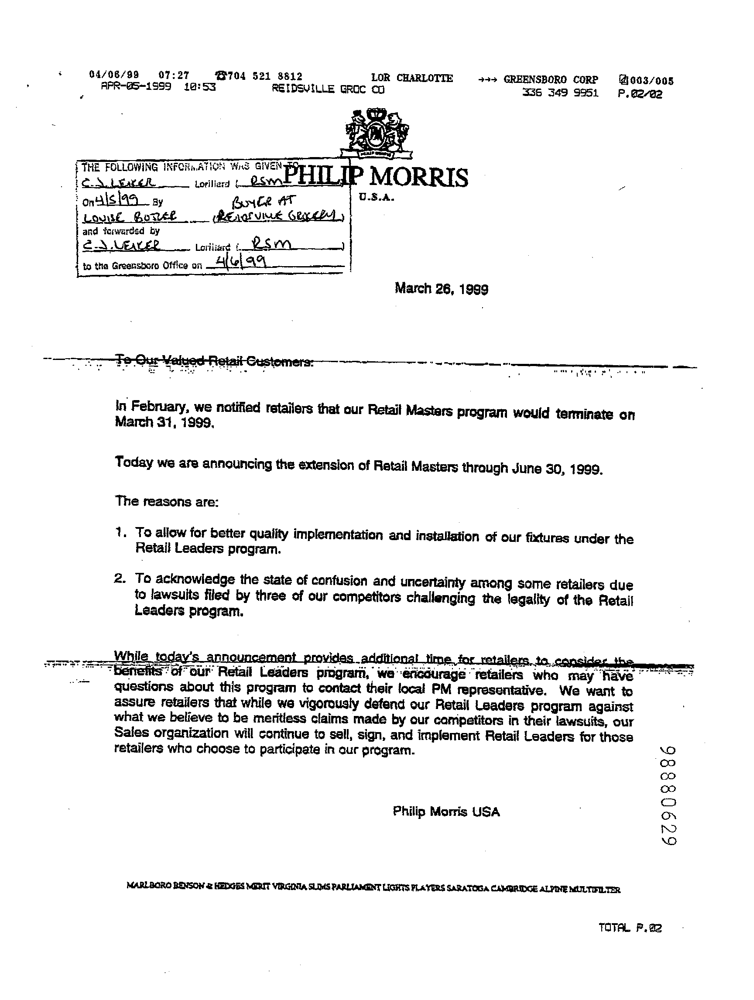 04/06/99 07:27 ☎704 521 8812 LOR CHARLOTTE →→→ GREENSBORO CORP 003/005
APR-05-1999 10:53 REIDSVILLE GROC CO 336 349 9951 P.02/02
PM
THE FOLLOWING INFORMATION WAS GIVEN TO
C.J. LEAKER Lorillard ( RSM
On 4/5/99 By BUYER AT
LOUISE (REIDSVILLE GROCERY)
and forwarded by
C.J. LEAKER Lorillard ( RSM )
to the Greensboro Office on 4/6/99
PHILIP MORRIS
U.S.A.
March 26, 1999
To Our Valued Retail Customers:
In February, we notified retailers that our Retail Masters program would terminate on
March 31, 1999.
Today we are announcing the extension of Retail Masters through June 30, 1999.
The reasons are:
1. To allow for better quality implementation and installation of our fixtures under the
Retail Leaders program.
2. To acknowledge the state of confusion and uncertainty among some retailers due
to lawsuits filed by three of our competitors challenging the legality of the Retail
Leaders program.
While today's announcement provides additional time for retailers to consider the
benefits of our Retail Leaders program, we encourage retailers who may have
questions about this program to contact their local PM representative. We want to
assure retailers that while we vigorously defend our Retail Leaders program against
what we believe to be meritless claims made by our competitors in their lawsuits, our
Sales organization will continue to sell, sign, and implement Retail Leaders for those
retailers who choose to participate in our program.
Philip Morris USA
98880629
MARLBORO BENSON & HEDGES MERIT VIRGINIA SLIMS PARLIAMENT LIGHTS PLAYERS SARATOGA CAMBRIDGE ALPINE MULTIFILTER
TOTAL P.02